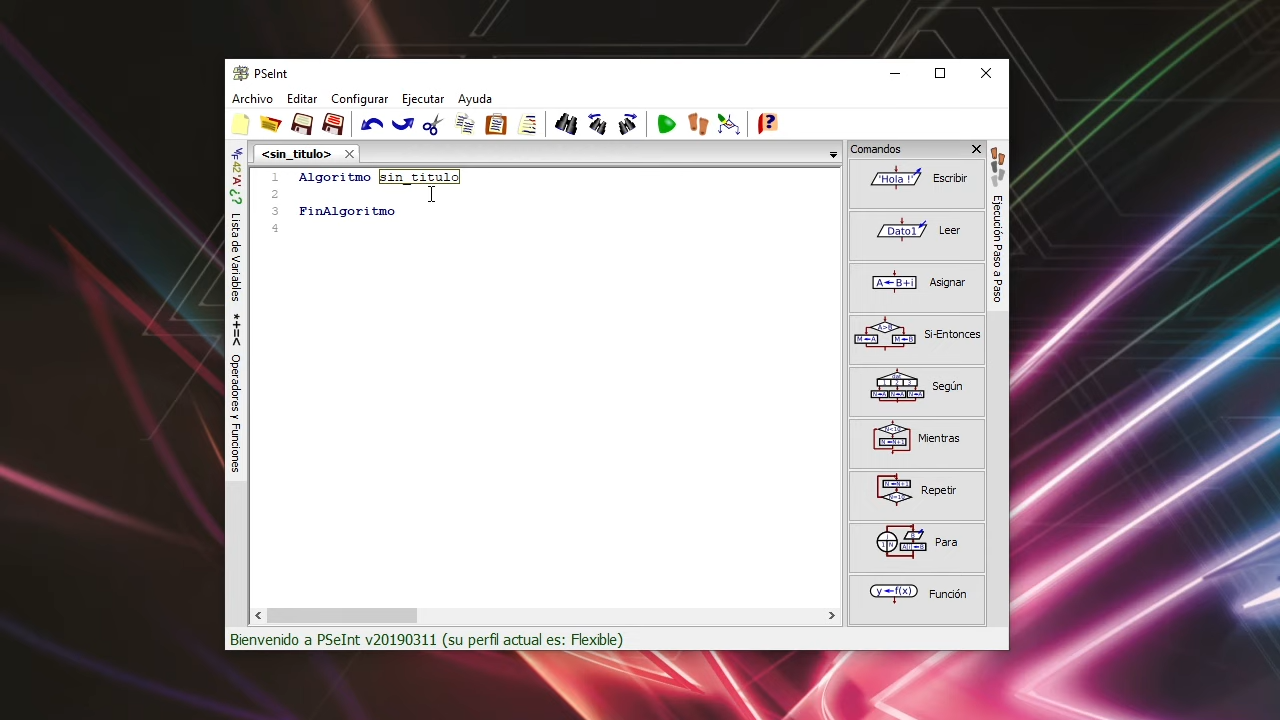 PSeInt
Archivo Editar Configurar Ejecutar Ayuda
<sin_titulo>
1 Algoritmo sin_titulo
2
3 FinAlgoritmo
4
Lista de Variables
*+=<
Operadores y Funciones
Comandos
'Hola !' Escribir
Dato1 Leer
A←B+i Asignar
A>B M←A M←B Si-Entonces
Según
Mientras
Repetir
Para
y←f(x) Función
Ejecución Paso a Paso
Bienvenido a PSeInt v20190311 (su perfil actual es: Flexible)